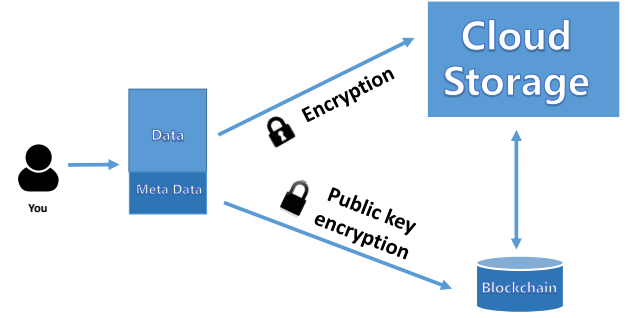 Cloud
Storage
Encryption
Data
Meta Data
You
Public key
encryption
Blockchain